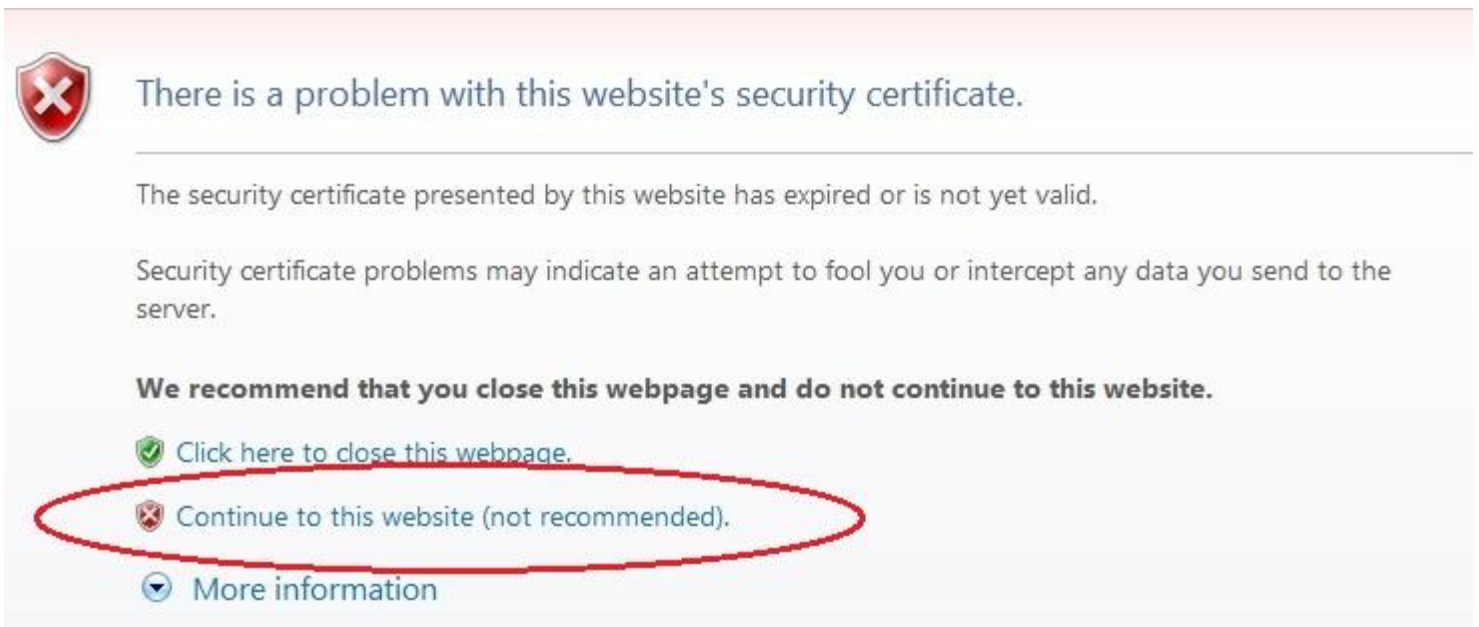 There is a problem with this website's security certificate.
The security certificate presented by this website has expired or is not yet valid.
Security certificate problems may indicate an attempt to fool you or intercept any data you send to the
server.
We recommend that you close this webpage and do not continue to this website.
Click here to close this webpage.
Continue to this website (not recommended).
More information